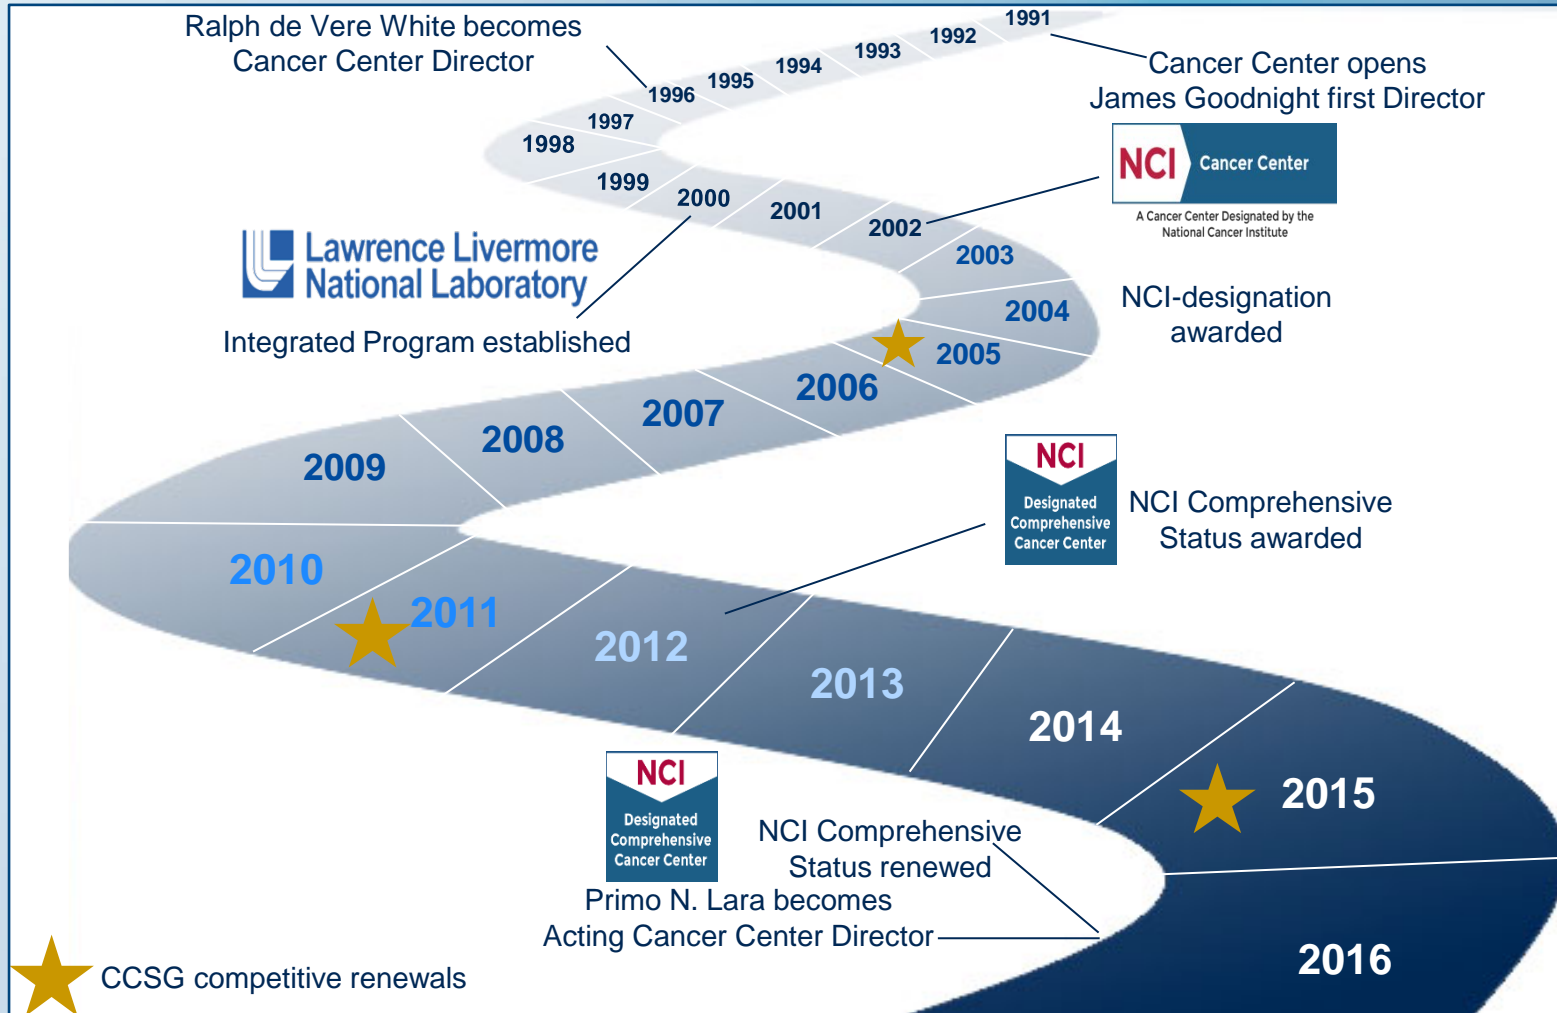 Ralph de Vere White becomes
Cancer Center Director
1991
1992
1993
1994
1995
1996
1997
1998
1999
2000
2001
2002
2003
2004
2005
2006
2007
2008
2009
2010
2011
2012
2013
2014
2015
2016
Cancer Center opens
James Goodnight first Director
NCI Cancer Center
A Cancer Center Designated by the
National Cancer Institute
Lawrence Livermore
National Laboratory
Integrated Program established
NCI-designation
awarded
NCI
Designated
Comprehensive
Cancer Center
NCI Comprehensive
Status awarded
NCI
Designated
Comprehensive
Cancer Center
NCI Comprehensive
Status renewed
Primo N. Lara becomes
Acting Cancer Center Director
CCSG competitive renewals